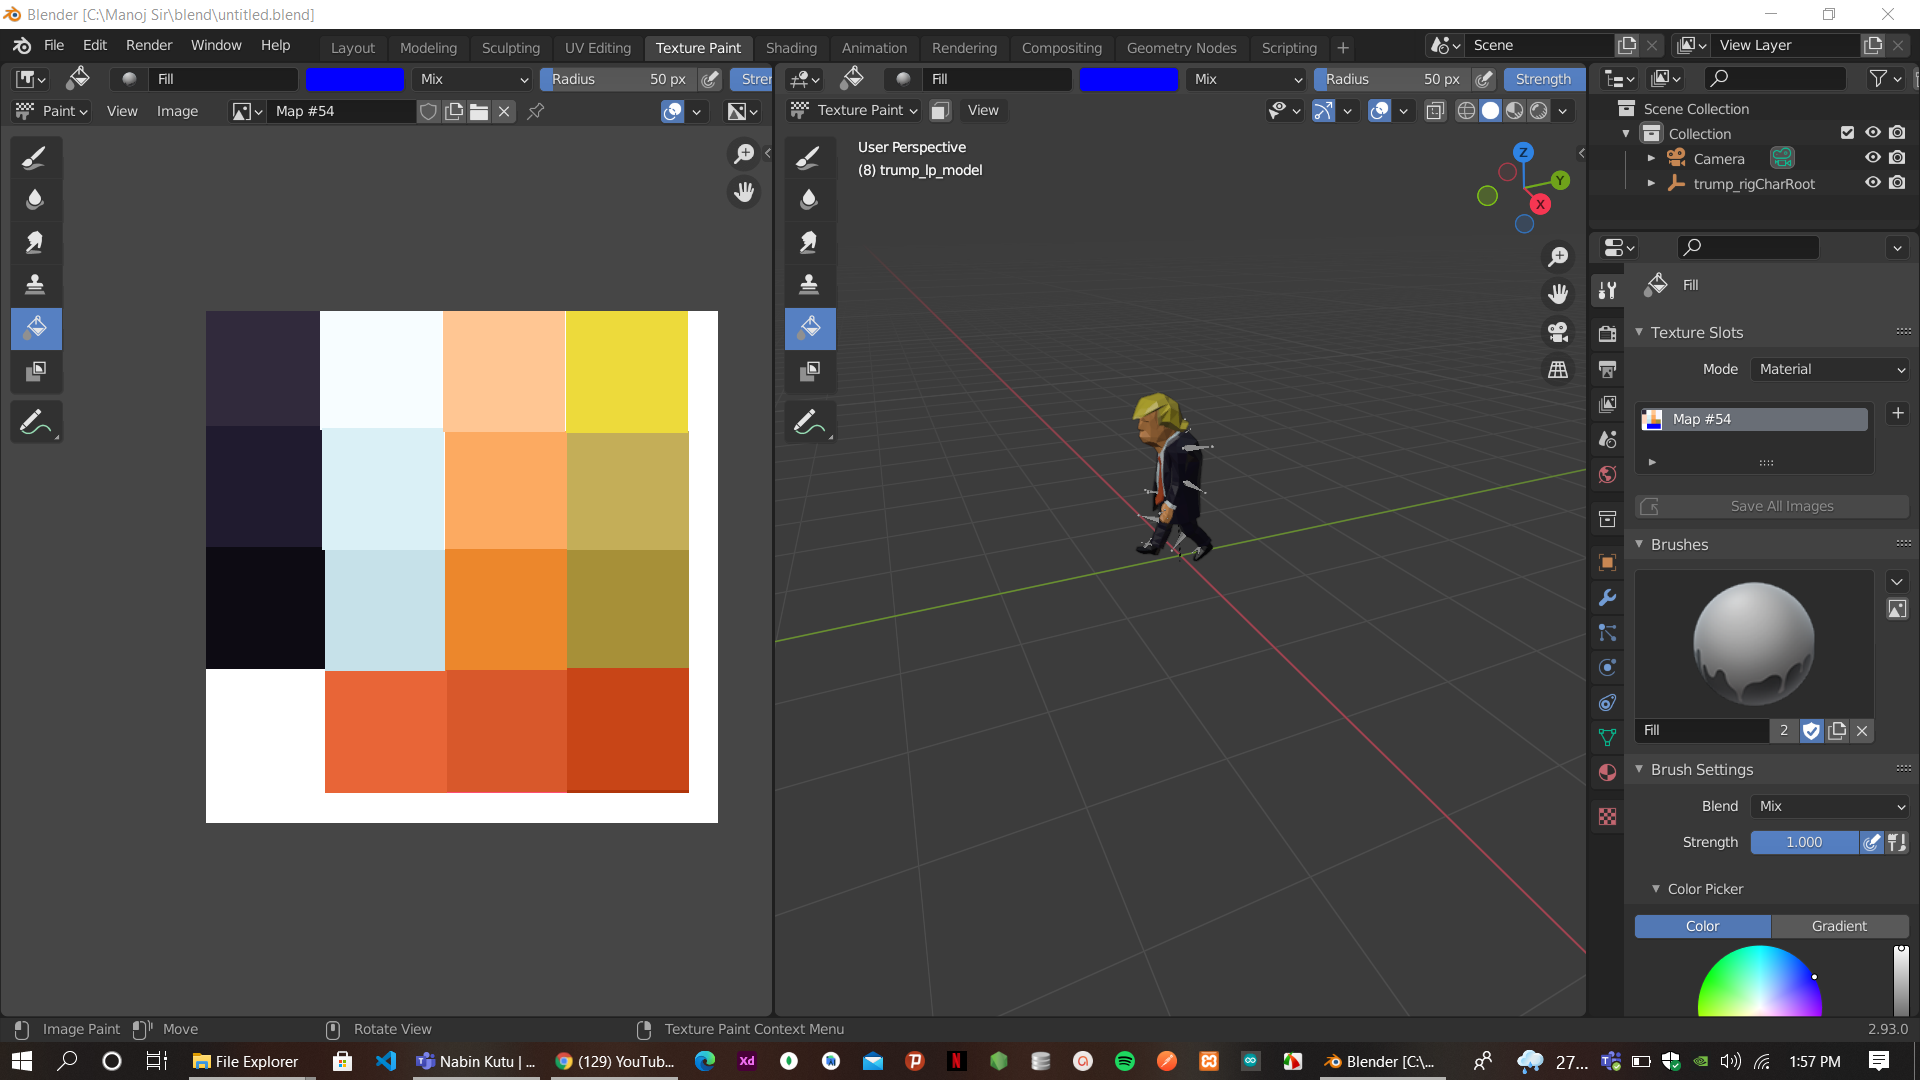 Blender [C:\Manoj Sir\blend\untitled.blend]
File Edit Render Window Help Layout Modeling Sculpting UV Editing Texture Paint Shading Animation Rendering Compositing Geometry Nodes Scripting + Scene View Layer
Fill Mix Radius 50 px Stren Fill Mix Radius 50 px Strength
Paint View Image Map #54 Texture Paint View
Scene Collection
Collection
Camera
trump_rigCharRoot
User Perspective
(8) trump_lp_model
Z
Y
X
Fill
Texture Slots
Mode Material
Map #54
Save All Images
Brushes
Fill 2
Brush Settings
Blend Mix
Strength 1.000
Color Picker
Color Gradient
Image Paint Move Rotate View Texture Paint Context Menu 2.93.0
File Explorer Xd Nabin Kutu | ... (129) YouTub... Blender [C:\... 27... 1:57 PM